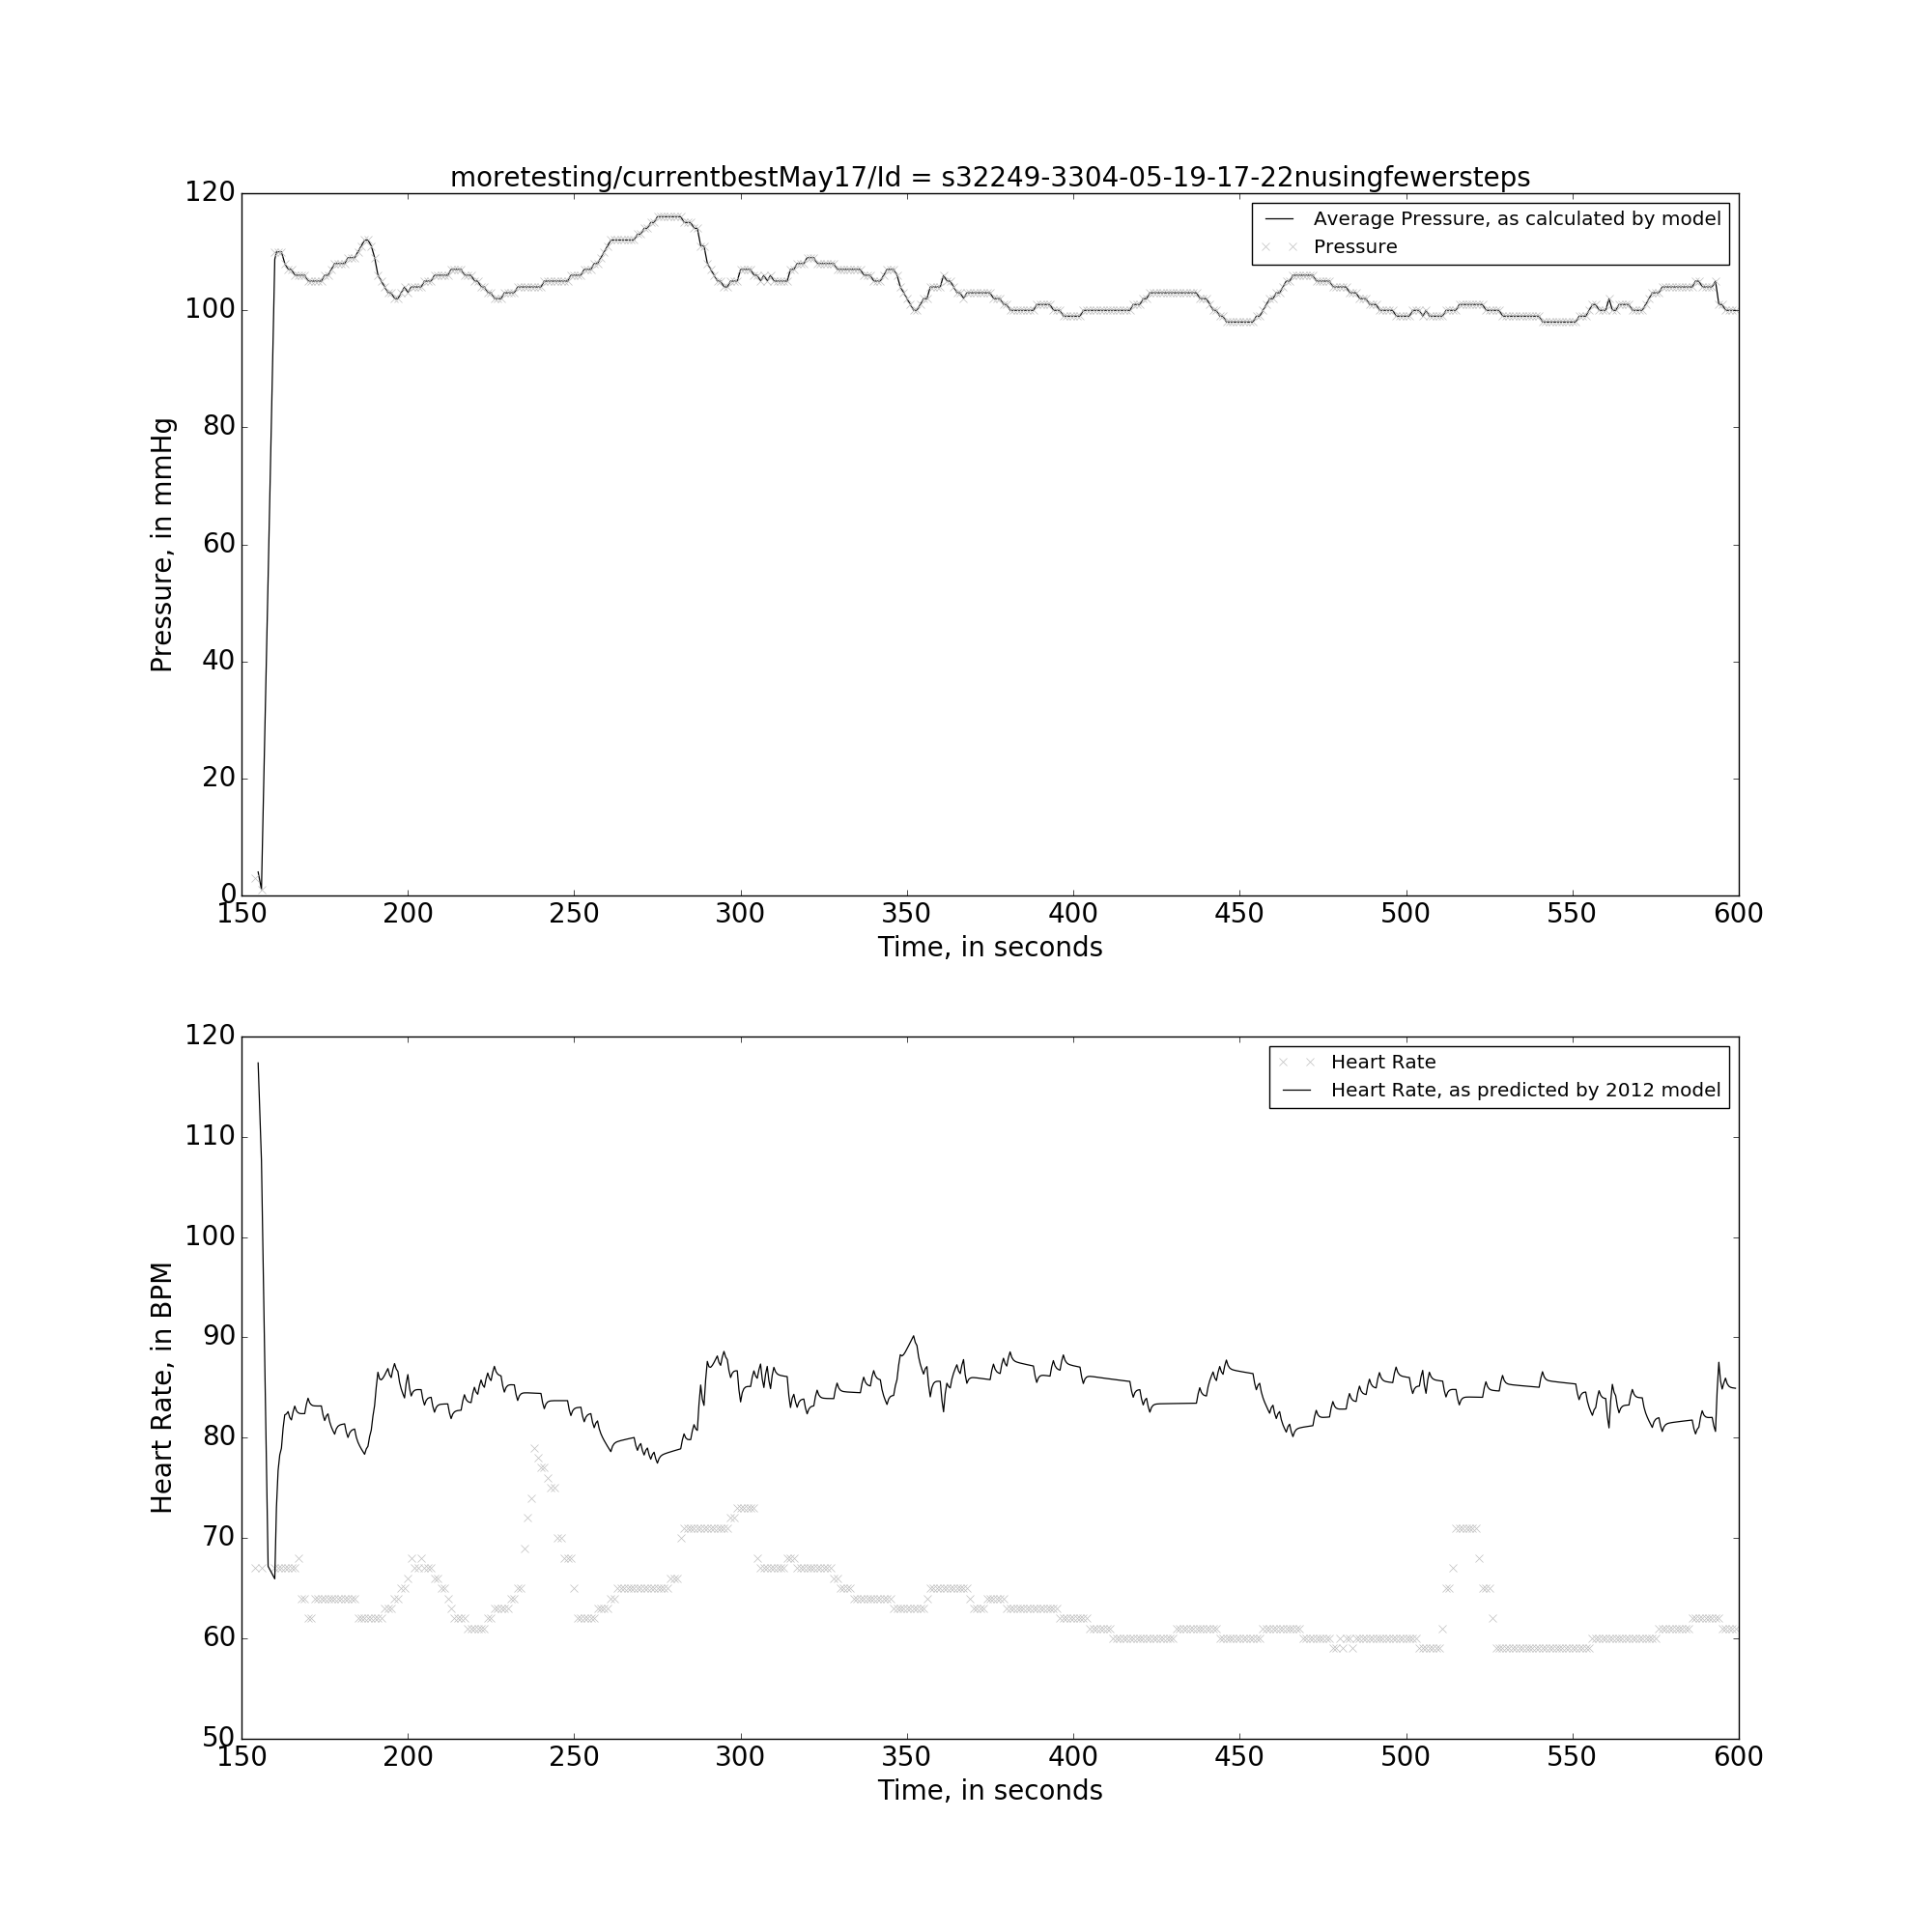 moretesting/currentbestMay17/Id = s32249-3304-05-19-17-22nusingfewersteps
120
100
80
60
40
20
0
Pressure, in mmHg
Average Pressure, as calculated by model
Pressure
150 200 250 300 350 400 450 500 550 600
Time, in seconds
120
110
100
90
80
70
60
50
Heart Rate, in BPM
Heart Rate
Heart Rate, as predicted by 2012 model
150 200 250 300 350 400 450 500 550 600
Time, in seconds